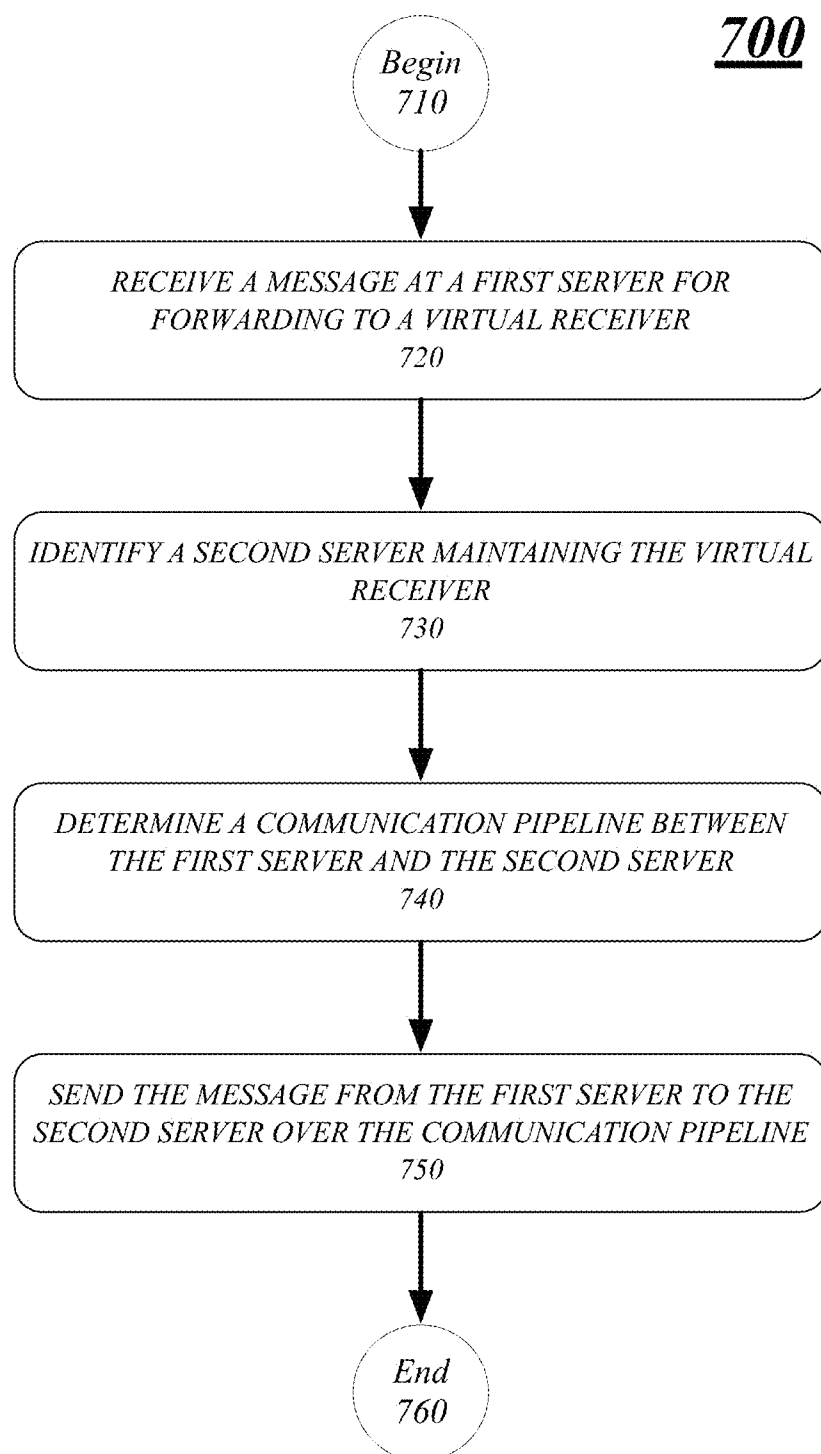 700
Begin
710
RECEIVE A MESSAGE AT A FIRST SERVER FOR
FORWARDING TO A VIRTUAL RECEIVER
720
IDENTIFY A SECOND SERVER MAINTAINING THE VIRTUAL
RECEIVER
730
DETERMINE A COMMUNICATION PIPELINE BETWEEN
THE FIRST SERVER AND THE SECOND SERVER
740
SEND THE MESSAGE FROM THE FIRST SERVER TO THE
SECOND SERVER OVER THE COMMUNICATION PIPELINE
750
End
760